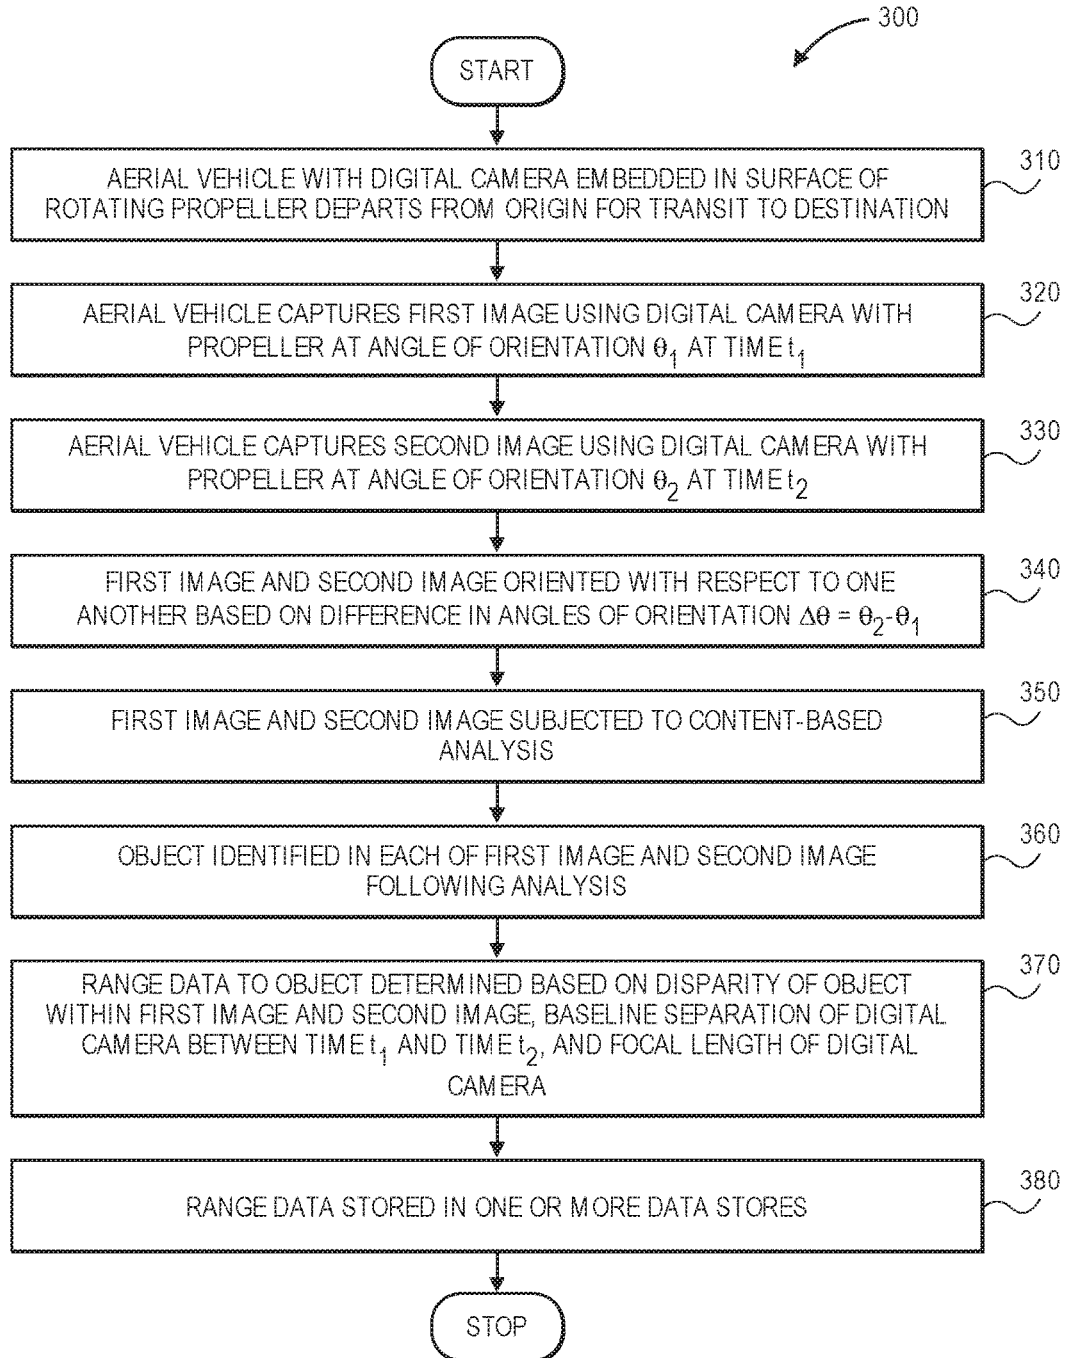 300
START
310
AERIAL VEHICLE WITH DIGITAL CAMERA EMBEDDED IN SURFACE OF
ROTATING PROPELLER DEPARTS FROM ORIGIN FOR TRANSIT TO DESTINATION
320
AERIAL VEHICLE CAPTURES FIRST IMAGE USING DIGITAL CAMERA WITH
PROPELLER AT ANGLE OF ORIENTATION θ₁ AT TIME t₁
330
AERIAL VEHICLE CAPTURES SECOND IMAGE USING DIGITAL CAMERA WITH
PROPELLER AT ANGLE OF ORIENTATION θ₂ AT TIME t₂
340
FIRST IMAGE AND SECOND IMAGE ORIENTED WITH RESPECT TO ONE
ANOTHER BASED ON DIFFERENCE IN ANGLES OF ORIENTATION Δθ = θ₂-θ₁
350
FIRST IMAGE AND SECOND IMAGE SUBJECTED TO CONTENT-BASED
ANALYSIS
360
OBJECT IDENTIFIED IN EACH OF FIRST IMAGE AND SECOND IMAGE
FOLLOWING ANALYSIS
370
RANGE DATA TO OBJECT DETERMINED BASED ON DISPARITY OF OBJECT
WITHIN FIRST IMAGE AND SECOND IMAGE, BASELINE SEPARATION OF DIGITAL
CAMERA BETWEEN TIME t₁ AND TIME t₂, AND FOCAL LENGTH OF DIGITAL
CAMERA
380
RANGE DATA STORED IN ONE OR MORE DATA STORES
STOP